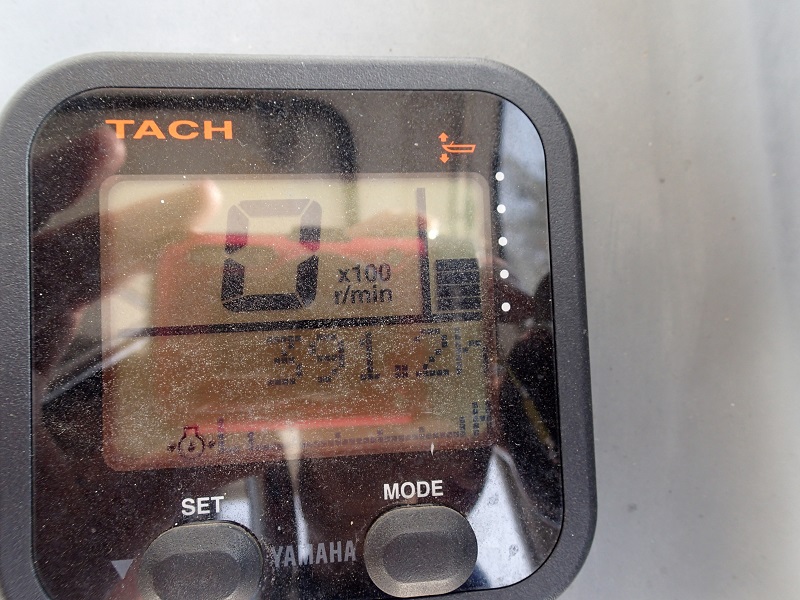 TACH
0
x100
r/min
391.2h
SET
MODE
YAMAHA